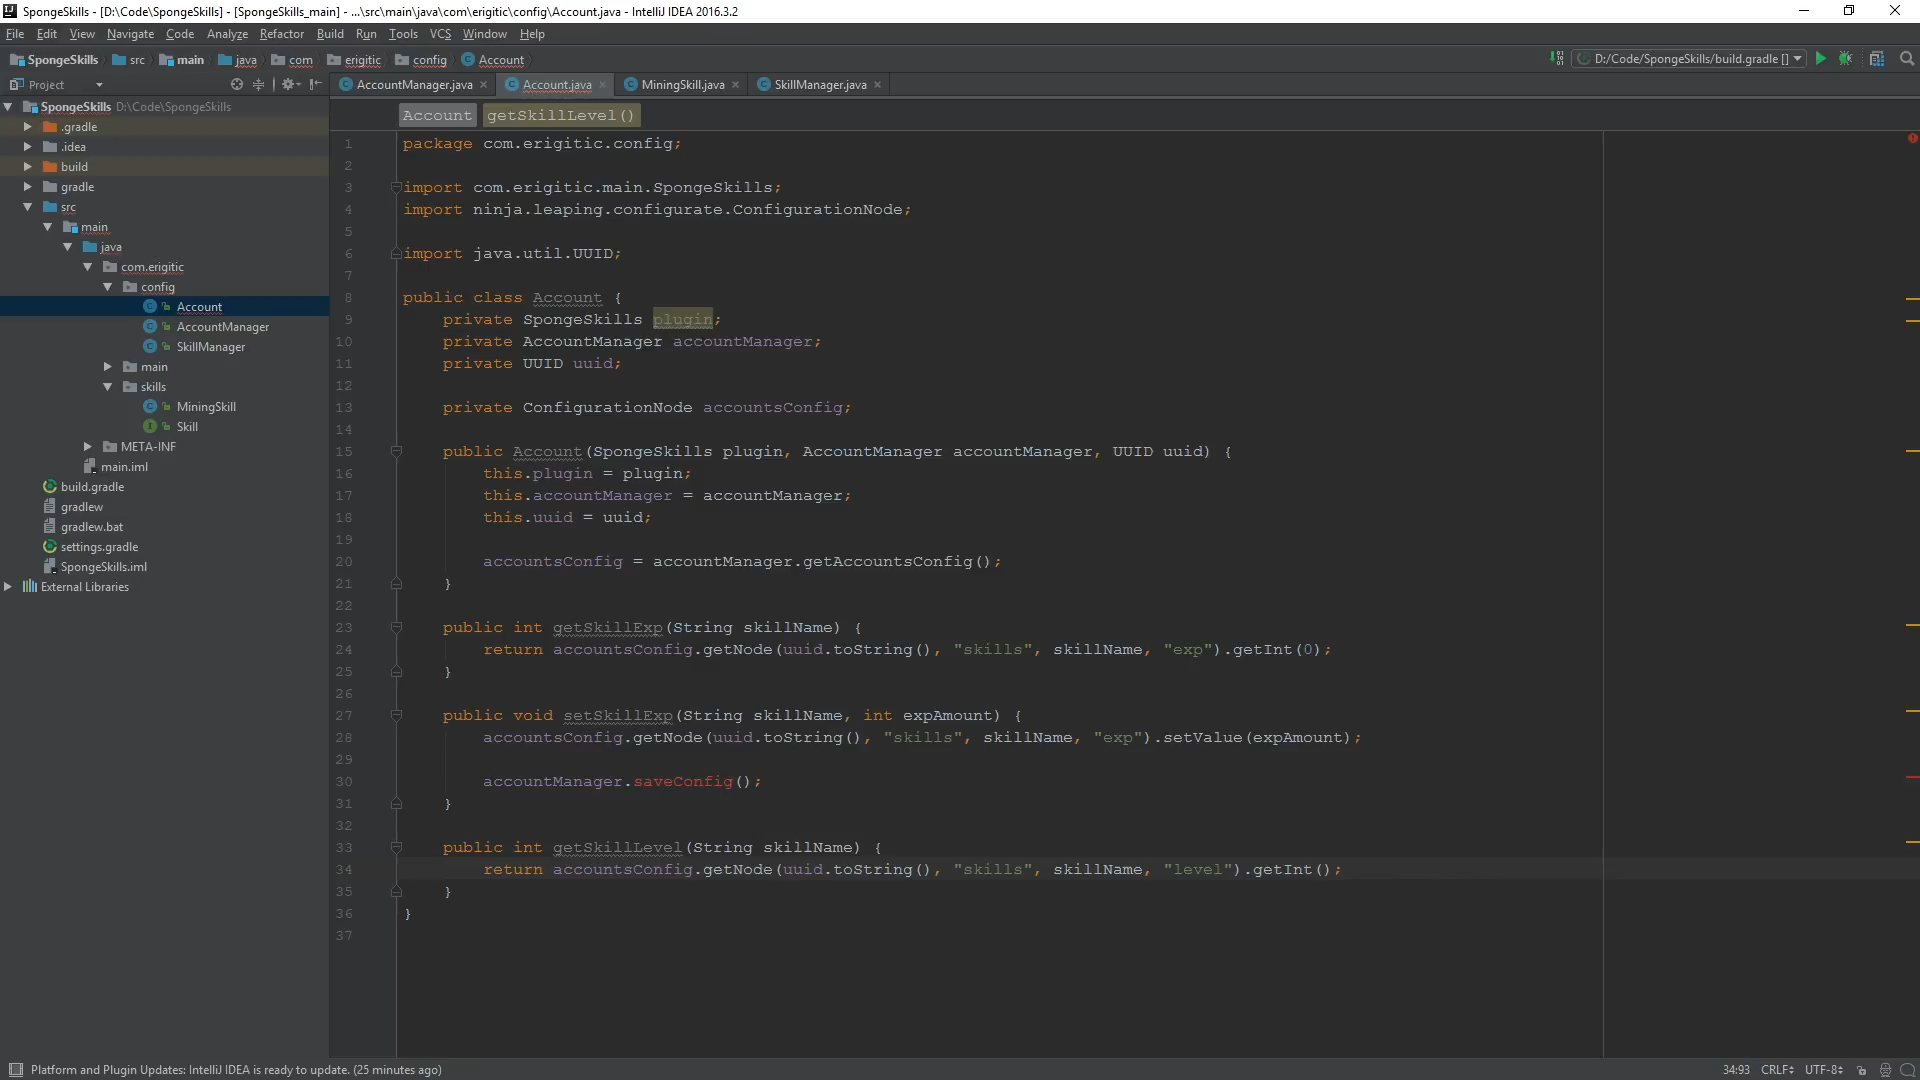 SpongeSkills - [D:\Code\SpongeSkills] - [SpongeSkills_main] - ...\src\main\java\com\erigitic\config\Account.java - IntelliJ IDEA 2016.3.2
File Edit View Navigate Code Analyze Refactor Build Run Tools VCS Window Help
SpongeSkills src main java com erigitic config Account
D:/Code/SpongeSkills/build.gradle []
Project
AccountManager.java Account.java MiningSkill.java SkillManager.java
SpongeSkills D:\Code\SpongeSkills
.gradle
.idea
build
gradle
src
main
java
com.erigitic
config
Account
AccountManager
SkillManager
main
skills
MiningSkill
Skill
META-INF
main.iml
build.gradle
gradlew
gradlew.bat
settings.gradle
SpongeSkills.iml
External Libraries
Account getSkillLevel()
1 package com.erigitic.config;
2
3 import com.erigitic.main.SpongeSkills;
4 import ninja.leaping.configurate.ConfigurationNode;
5
6 import java.util.UUID;
7
8 public class Account {
9 private SpongeSkills plugin;
10 private AccountManager accountManager;
11 private UUID uuid;
12
13 private ConfigurationNode accountsConfig;
14
15 public Account(SpongeSkills plugin, AccountManager accountManager, UUID uuid) {
16 this.plugin = plugin;
17 this.accountManager = accountManager;
18 this.uuid = uuid;
19
20 accountsConfig = accountManager.getAccountsConfig();
21 }
22
23 public int getSkillExp(String skillName) {
24 return accountsConfig.getNode(uuid.toString(), "skills", skillName, "exp").getInt(0);
25 }
26
27 public void setSkillExp(String skillName, int expAmount) {
28 accountsConfig.getNode(uuid.toString(), "skills", skillName, "exp").setValue(expAmount);
29
30 accountManager.saveConfig();
31 }
32
33 public int getSkillLevel(String skillName) {
34 return accountsConfig.getNode(uuid.toString(), "skills", skillName, "level").getInt();
35 }
36 }
37
Platform and Plugin Updates: IntelliJ IDEA is ready to update. (25 minutes ago)
34:93 CRLF UTF-8